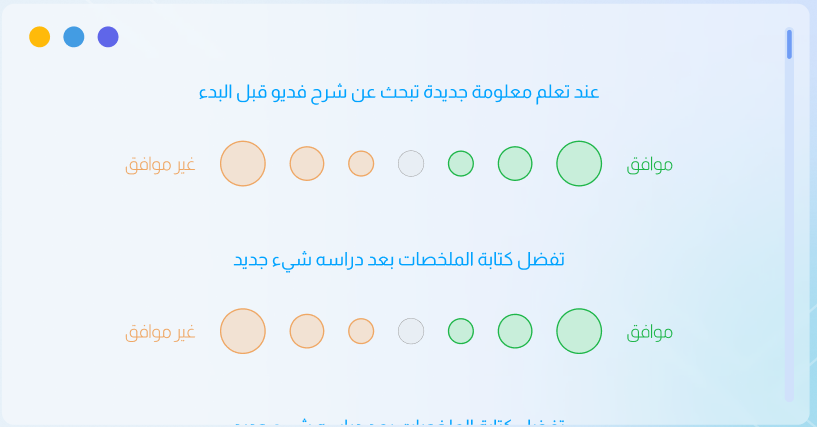 عند تعلم معلومة جديدة تبحث عن شرح فديو قبل البدء
موافق غير موافق
تفضل كتابة الملخصات بعد دراسه شيء جديد
موافق غير موافق